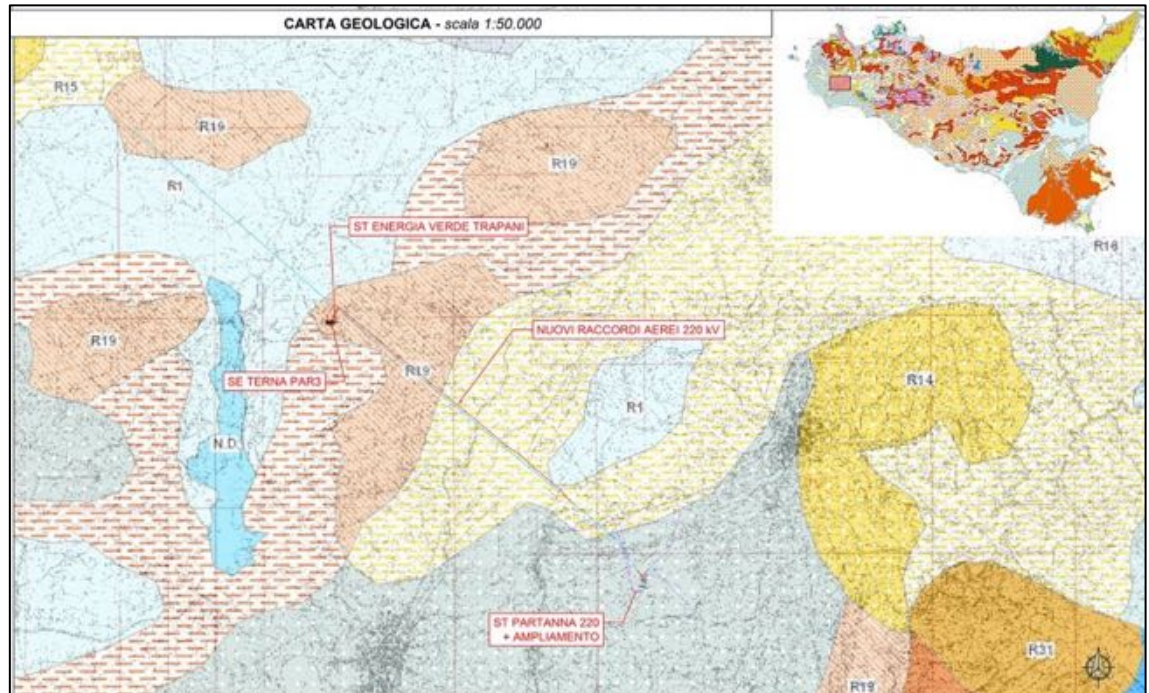 CARTA GEOLOGICA - scala 1:50.000
R15
R19
R19
R1
ST ENERGIA VERDE TRAPANI
R18
NUOVI RACCORDI AEREI 220 kV
R19
SE TERNA PAR3
R19
R14
R1
N.D.
ST PARTANNA 220
+ AMPLIAMENTO
R31
R19